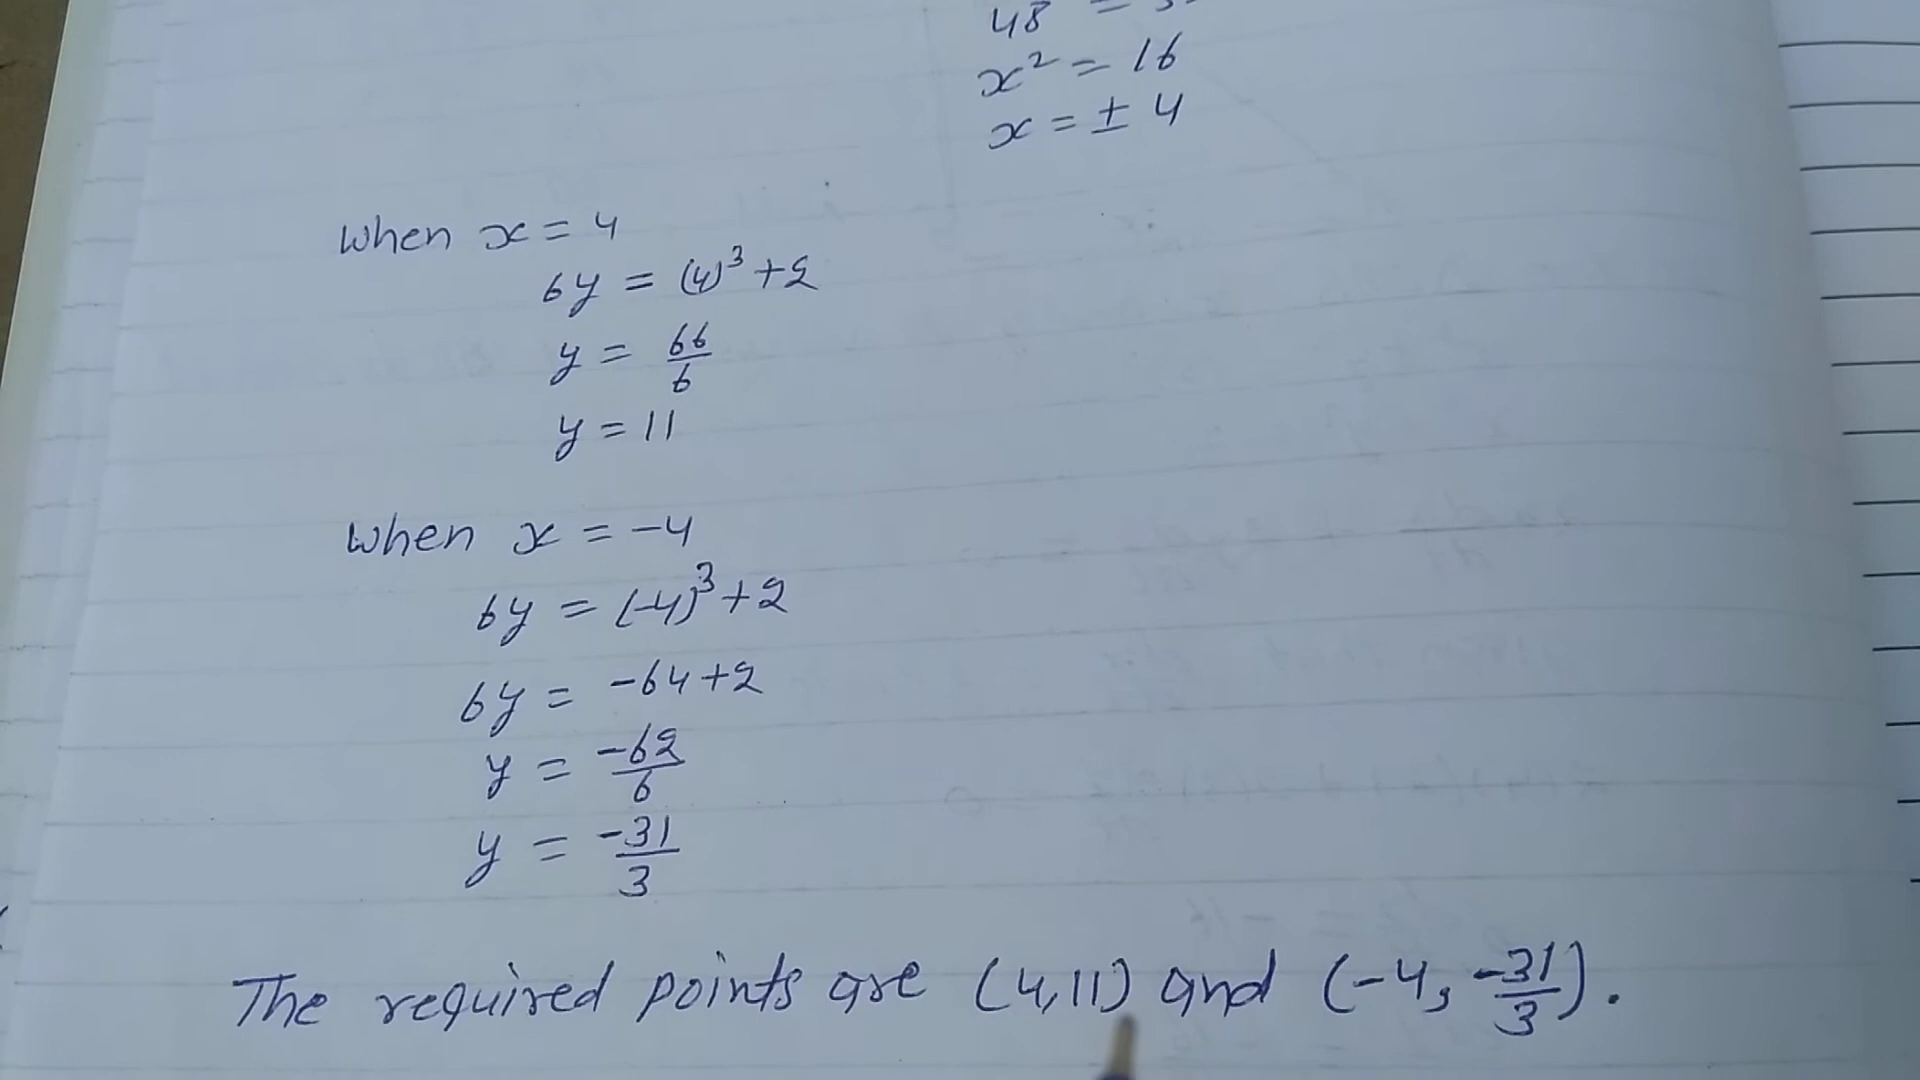 48 =
x² = 16
x = ± 4
when x = 4
6y = (4)³ + 2
y = 66/6
y = 11
when x = -4
6y = (-4)³ + 2
6y = -64 + 2
y = -62/6
y = -31/3
The required points are (4, 11) and (-4, -31/3).